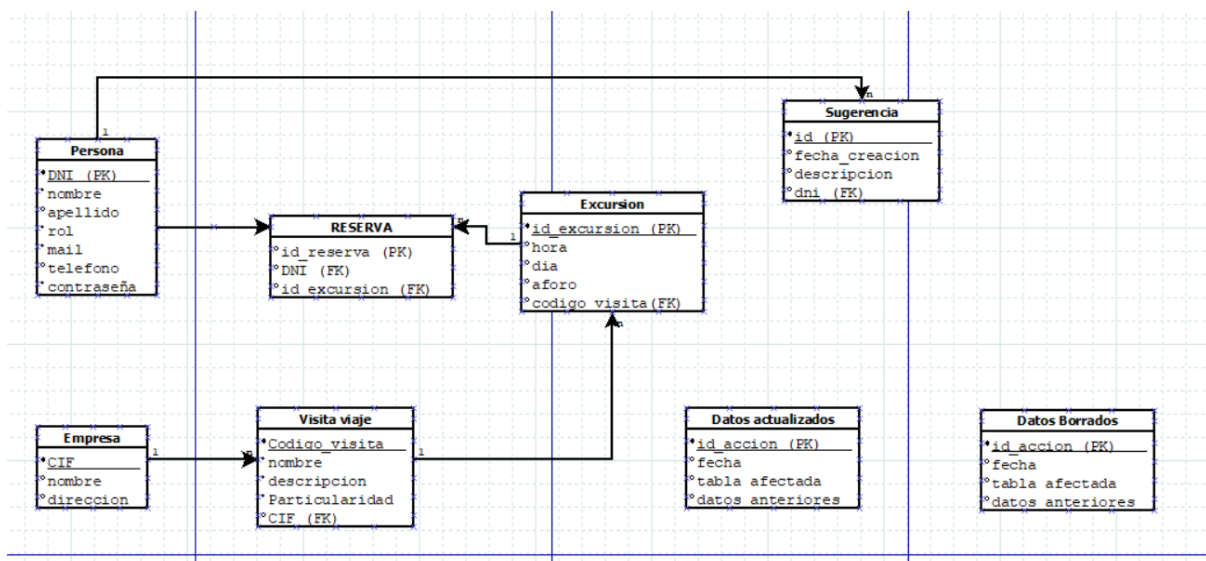 n
Sugerencia
id (PK)
fecha_creacion
descripcion
dni (FK)
1
Persona
DNI (PK)
nombre
apellido
rol
mail
telefono
contraseña
RESERVA
id_reserva (PK)
DNI (FK)
id_excursion (FK)
n
1
Excursion
id_excursion (PK)
hora
dia
aforo
codigo_visita(FK)
n
Empresa
CIF
nombre
direccion
1
n
Visita viaje
Codigo_visita
nombre
descripcion
Particularidad
CIF (FK)
1
Datos actualizados
id_accion (PK)
fecha
tabla afectada
datos anteriores
Datos Borrados
id_accion (PK)
fecha
tabla afectada
datos anteriores